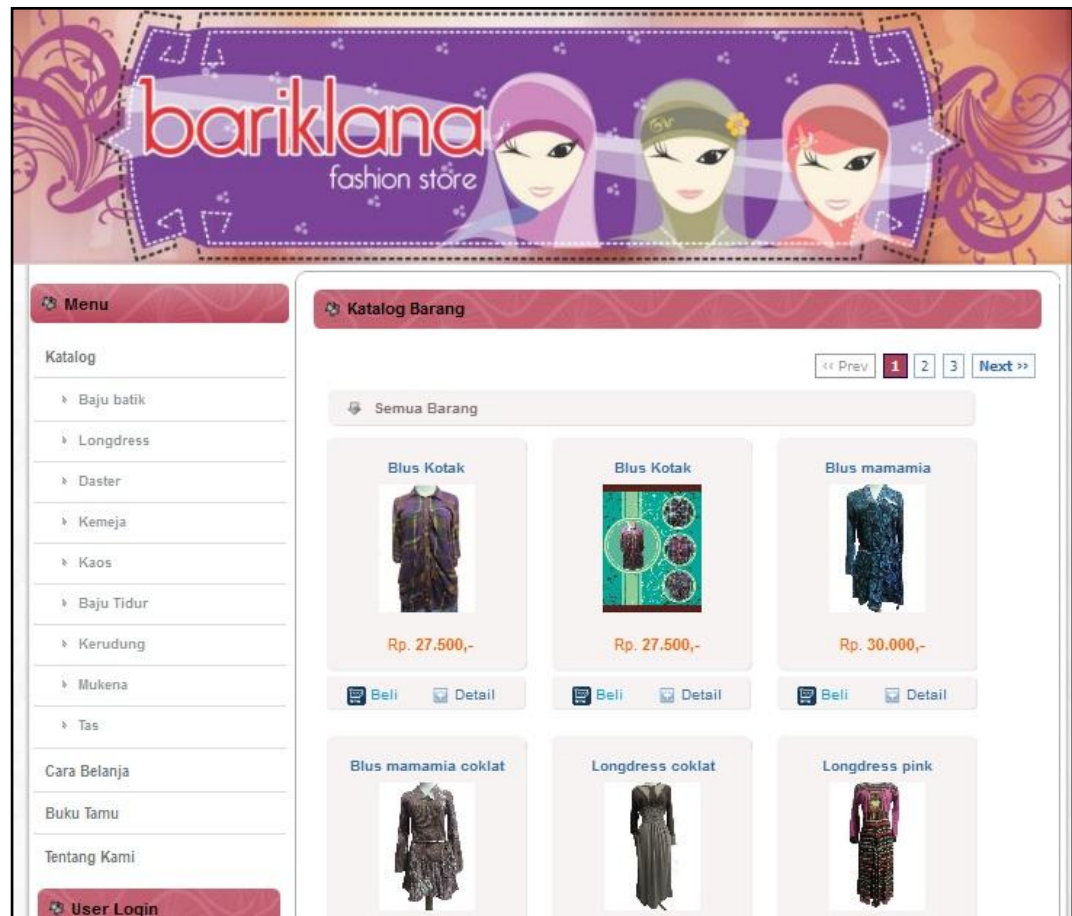 bariklana
fashion store
Menu
Katalog
Baju batik
Longdress
Daster
Kemeja
Kaos
Baju Tidur
Kerudung
Mukena
Tas
Cara Belanja
Buku Tamu
Tentang Kami
User Login
Katalog Barang
<< Prev 1 2 3 Next >>
Semua Barang
Blus Kotak Blus Kotak Blus mamamia
Rp. 27.500,- Rp. 27.500,- Rp. 30.000,-
Beli Detail Beli Detail Beli Detail
Blus mamamia coklat Longdress coklat Longdress pink